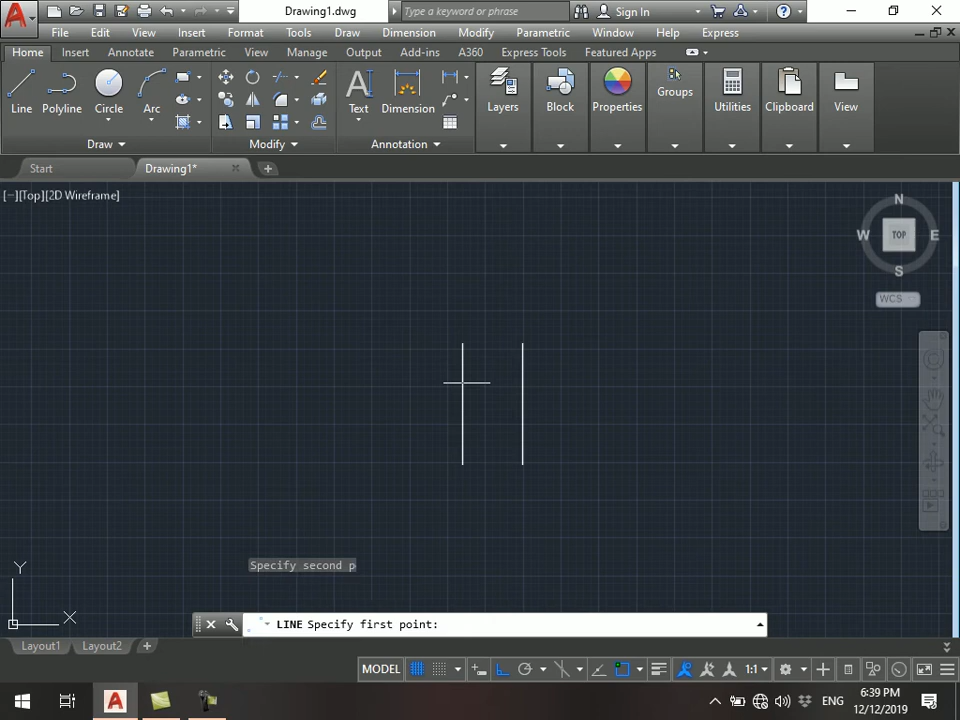 Drawing1.dwg
Type a keyword or phrase
Sign In
File Edit View Insert Format Tools Draw Dimension Modify Parametric Window Help Express
Home Insert Annotate Parametric View Manage Output Add-ins A360 Express Tools Featured Apps
Line Polyline Circle Arc Text Dimension Layers Block Properties Groups Utilities Clipboard View
Draw Modify Annotation
Start Drawing1*
[−][Top][2D Wireframe]
N
W TOP E
S
WCS
Specify second p
Y
X
LINE Specify first point:
Layout1 Layout2
MODEL 1:1
ENG 6:39 PM
12/12/2019